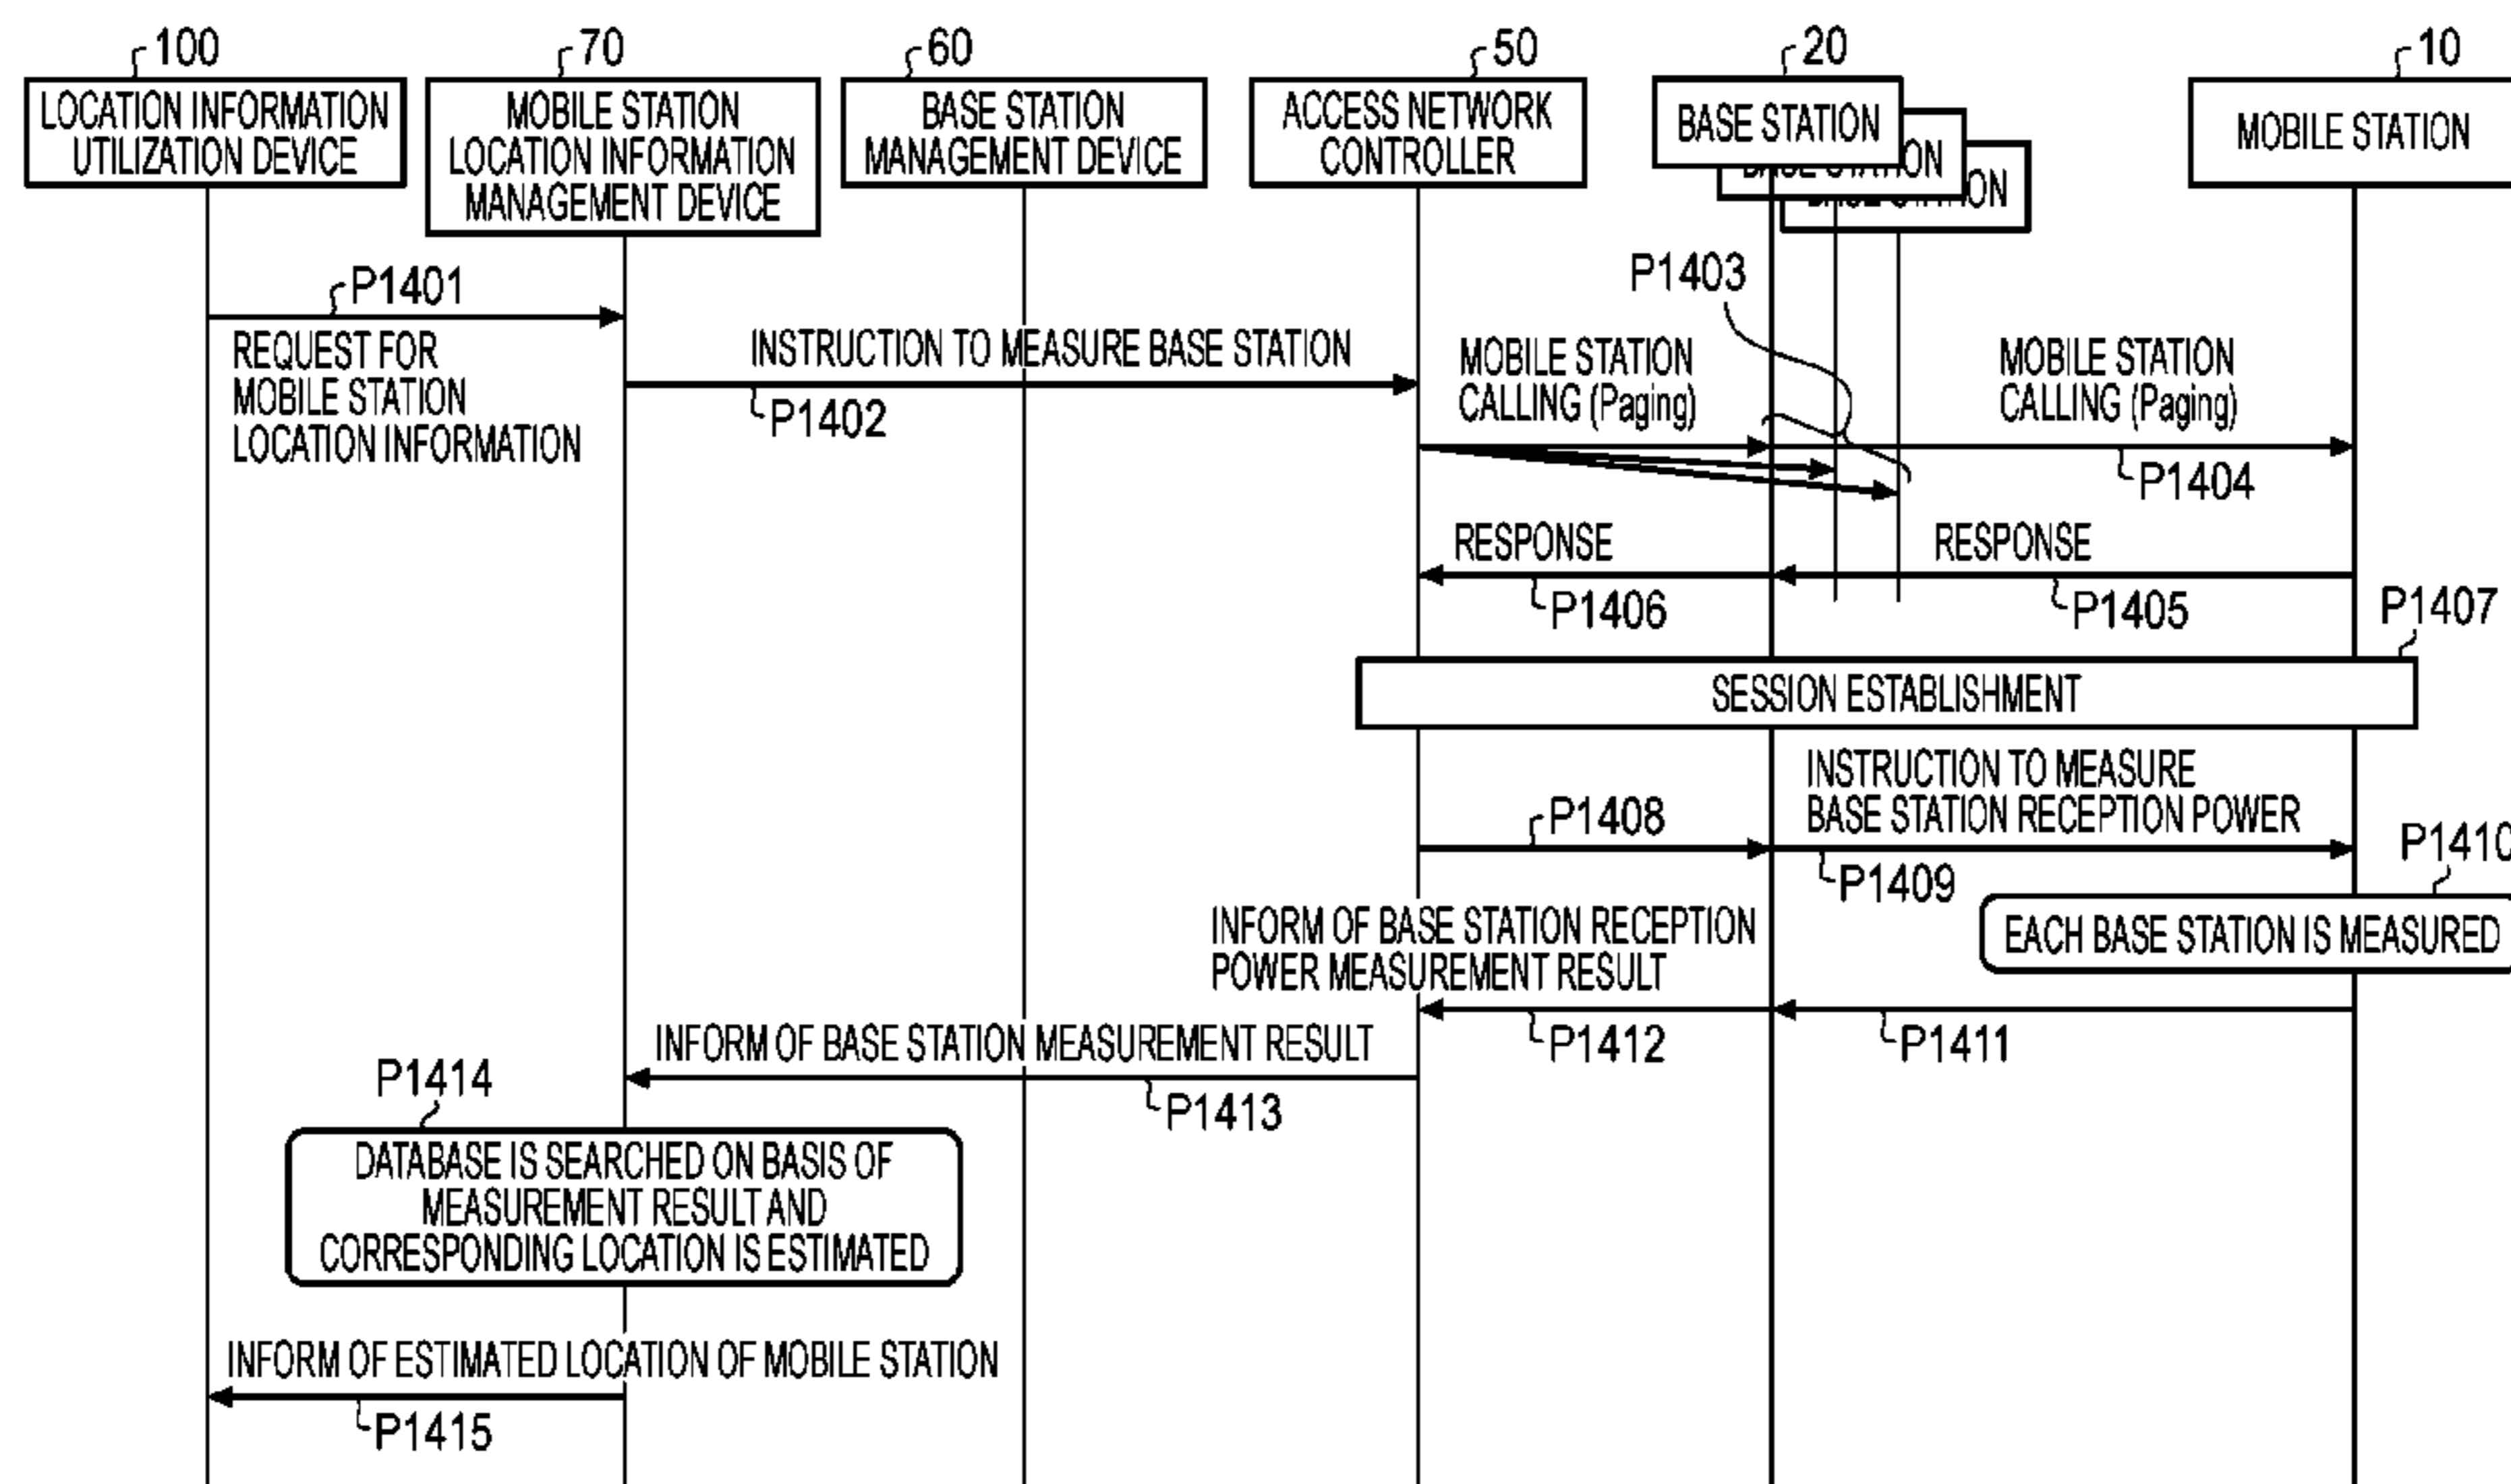 100
70
60
50
20
10
LOCATION INFORMATION
UTILIZATION DEVICE
MOBILE STATION
LOCATION INFORMATION
MANAGEMENT DEVICE
BASE STATION
MANAGEMENT DEVICE
ACCESS NETWORK
CONTROLLER
BASE STATION
MOBILE STATION
P1401
REQUEST FOR
MOBILE STATION
LOCATION INFORMATION
INSTRUCTION TO MEASURE BASE STATION
P1402
P1403
MOBILE STATION
CALLING (Paging)
MOBILE STATION
CALLING (Paging)
P1404
RESPONSE
RESPONSE
P1406
P1405
P1407
SESSION ESTABLISHMENT
INSTRUCTION TO MEASURE
BASE STATION RECEPTION POWER
P1408
P1409
P1410
EACH BASE STATION IS MEASURED
INFORM OF BASE STATION RECEPTION
POWER MEASUREMENT RESULT
P1412
P1411
INFORM OF BASE STATION MEASUREMENT RESULT
P1413
P1414
DATABASE IS SEARCHED ON BASIS OF
MEASUREMENT RESULT AND
CORRESPONDING LOCATION IS ESTIMATED
INFORM OF ESTIMATED LOCATION OF MOBILE STATION
P1415